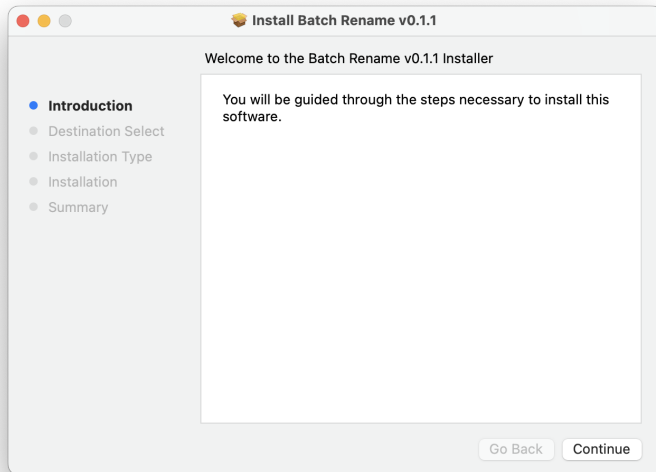 Install Batch Rename v0.1.1
Welcome to the Batch Rename v0.1.1 Installer
Introduction
Destination Select
Installation Type
Installation
Summary
You will be guided through the steps necessary to install this
software.
Go Back
Continue